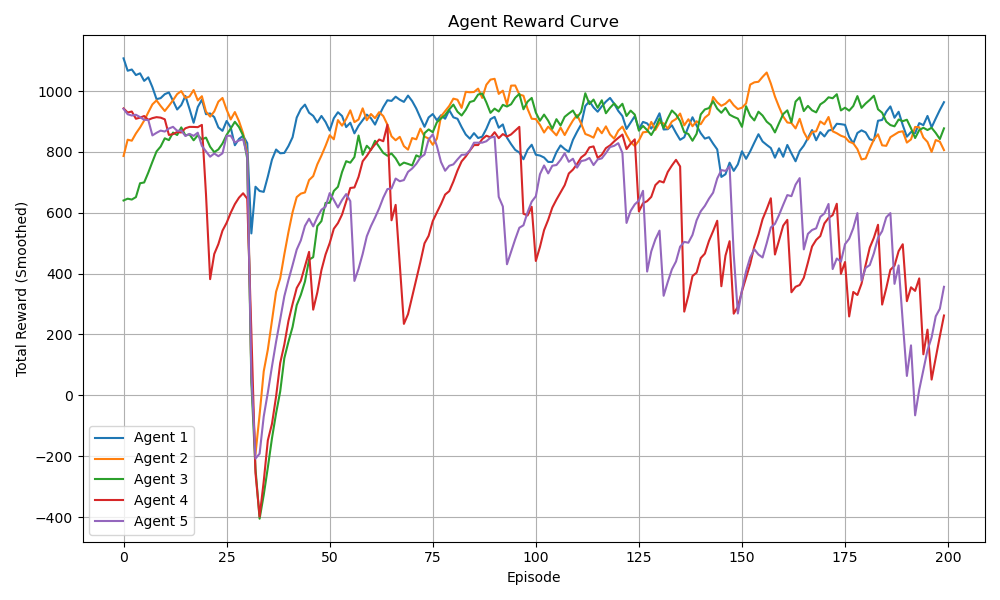 Agent Reward Curve
Total Reward (Smoothed)
1000
800
600
400
200
0
−200
−400
Agent 1
Agent 2
Agent 3
Agent 4
Agent 5
0 25 50 75 100 125 150 175 200
Episode